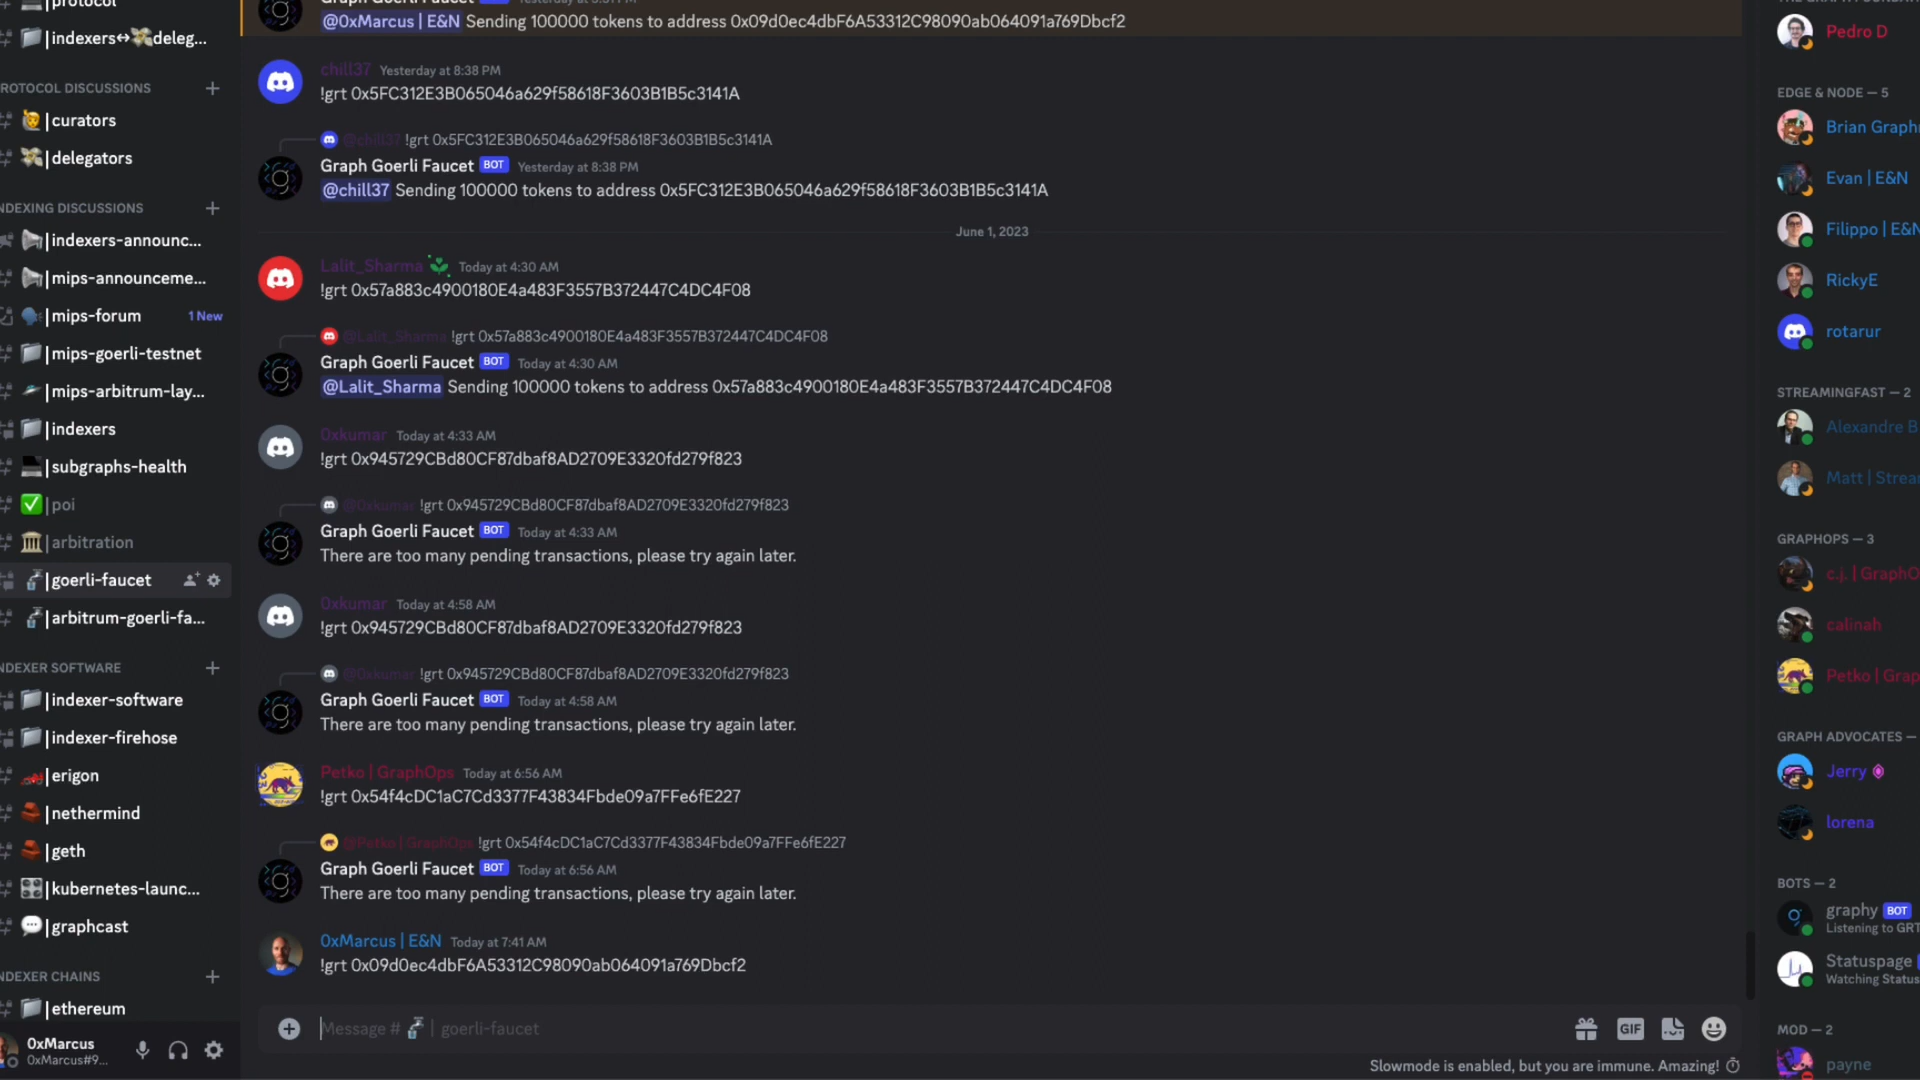 protocol
|indexers↔💸deleg...
ROTOCOL DISCUSSIONS
|curators
|delegators
NDEXING DISCUSSIONS
|indexers-announc...
|mips-announceme...
|mips-forum 1 New
|mips-goerli-testnet
|mips-arbitrum-lay...
|indexers
|subgraphs-health
|poi
|arbitration
|goerli-faucet
|arbitrum-goerli-fa...
NDEXER SOFTWARE
|indexer-software
|indexer-firehose
|erigon
|nethermind
|geth
|kubernetes-launc...
|graphcast
NDEXER CHAINS
|ethereum
0xMarcus
0xMarcus#9...
@0xMarcus | E&N Sending 100000 tokens to address 0x09d0ec4dbF6A53312C98090ab064091a769Dbcf2
chill37 Yesterday at 8:38 PM
!grt 0x5FC312E3B065046a629f58618F3603B1B5c3141A
@chill37 !grt 0x5FC312E3B065046a629f58618F3603B1B5c3141A
Graph Goerli Faucet BOT Yesterday at 8:38 PM
@chill37 Sending 100000 tokens to address 0x5FC312E3B065046a629f58618F3603B1B5c3141A
June 1, 2023
Lalit_Sharma Today at 4:30 AM
!grt 0x57a883c4900180E4a483F3557B372447C4DC4F08
@Lalit_Sharma !grt 0x57a883c4900180E4a483F3557B372447C4DC4F08
Graph Goerli Faucet BOT Today at 4:30 AM
@Lalit_Sharma Sending 100000 tokens to address 0x57a883c4900180E4a483F3557B372447C4DC4F08
0xkumar Today at 4:33 AM
!grt 0x945729CBd80CF87dbaf8AD2709E3320fd279f823
@0xkumar !grt 0x945729CBd80CF87dbaf8AD2709E3320fd279f823
Graph Goerli Faucet BOT Today at 4:33 AM
There are too many pending transactions, please try again later.
0xkumar Today at 4:58 AM
!grt 0x945729CBd80CF87dbaf8AD2709E3320fd279f823
@0xkumar !grt 0x945729CBd80CF87dbaf8AD2709E3320fd279f823
Graph Goerli Faucet BOT Today at 4:58 AM
There are too many pending transactions, please try again later.
Petko | GraphOps Today at 6:56 AM
!grt 0x54f4cDC1aC7Cd3377F43834Fbde09a7FFe6fE227
@Petko | GraphOps !grt 0x54f4cDC1aC7Cd3377F43834Fbde09a7FFe6fE227
Graph Goerli Faucet BOT Today at 6:56 AM
There are too many pending transactions, please try again later.
0xMarcus | E&N Today at 7:41 AM
!grt 0x09d0ec4dbF6A53312C98090ab064091a769Dbcf2
Message # | goerli-faucet
GIF
Slowmode is enabled, but you are immune. Amazing!
Pedro D
EDGE & NODE — 5
Brian Graph
Evan | E&N
Filippo | E&N
RickyE
rotarur
STREAMINGFAST — 2
Alexandre B
Matt | Strea
GRAPHOPS — 3
c.j. | GraphO
calinah
Petko | Grap
GRAPH ADVOCATES —
Jerry
lorena
BOTS — 2
graphy BOT
Listening to GRT
Statuspage
Watching Status
MOD — 2
payne